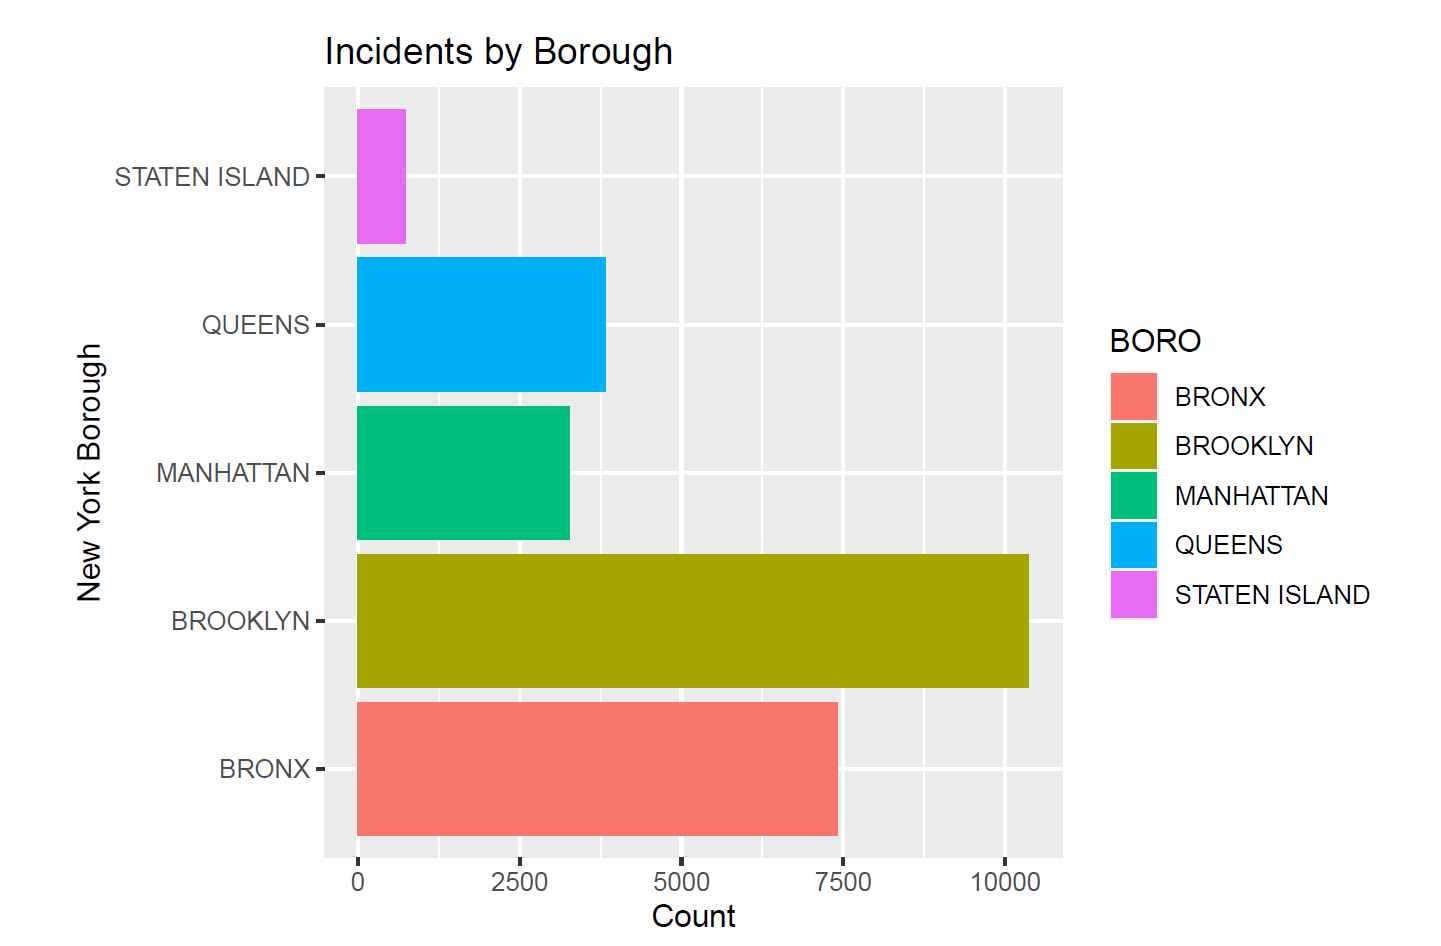 Incidents by Borough
STATEN ISLAND
QUEENS
MANHATTAN
BROOKLYN
BRONX
New York Borough
0 2500 5000 7500 10000
Count
BORO
BRONX
BROOKLYN
MANHATTAN
QUEENS
STATEN ISLAND